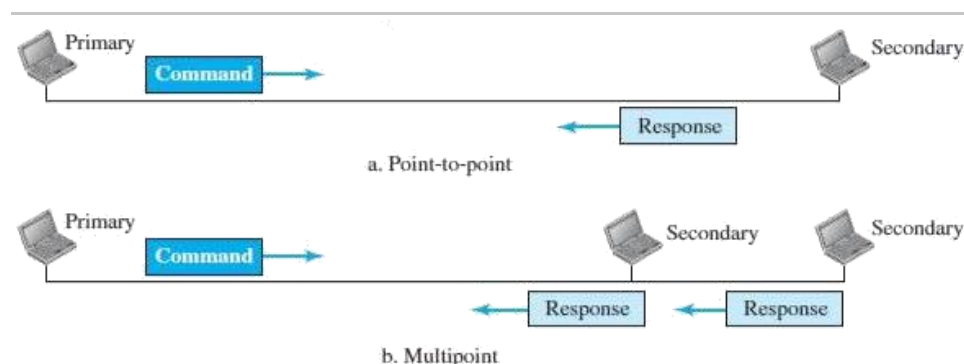 Primary
Secondary
Command
Response
a. Point-to-point
Primary
Secondary
Secondary
Command
Response
Response
b. Multipoint